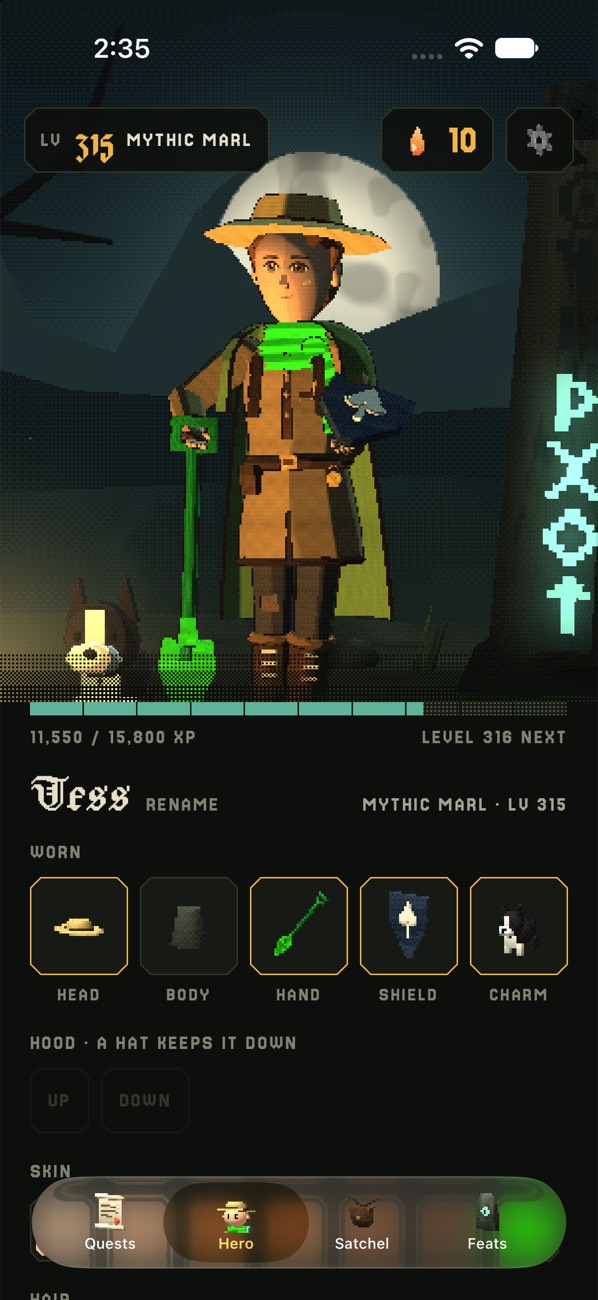 2:35
LV 315 MYTHIC MARL
10
11,550 / 15,800 XP
LEVEL 316 NEXT
Vess RENAME
MYTHIC MARL · LV 315
WORN
HEAD
BODY
HAND
SHIELD
CHARM
HOOD · A HAT KEEPS IT DOWN
UP
DOWN
SKIN
Quests
Hero
Satchel
Feats
HAIR